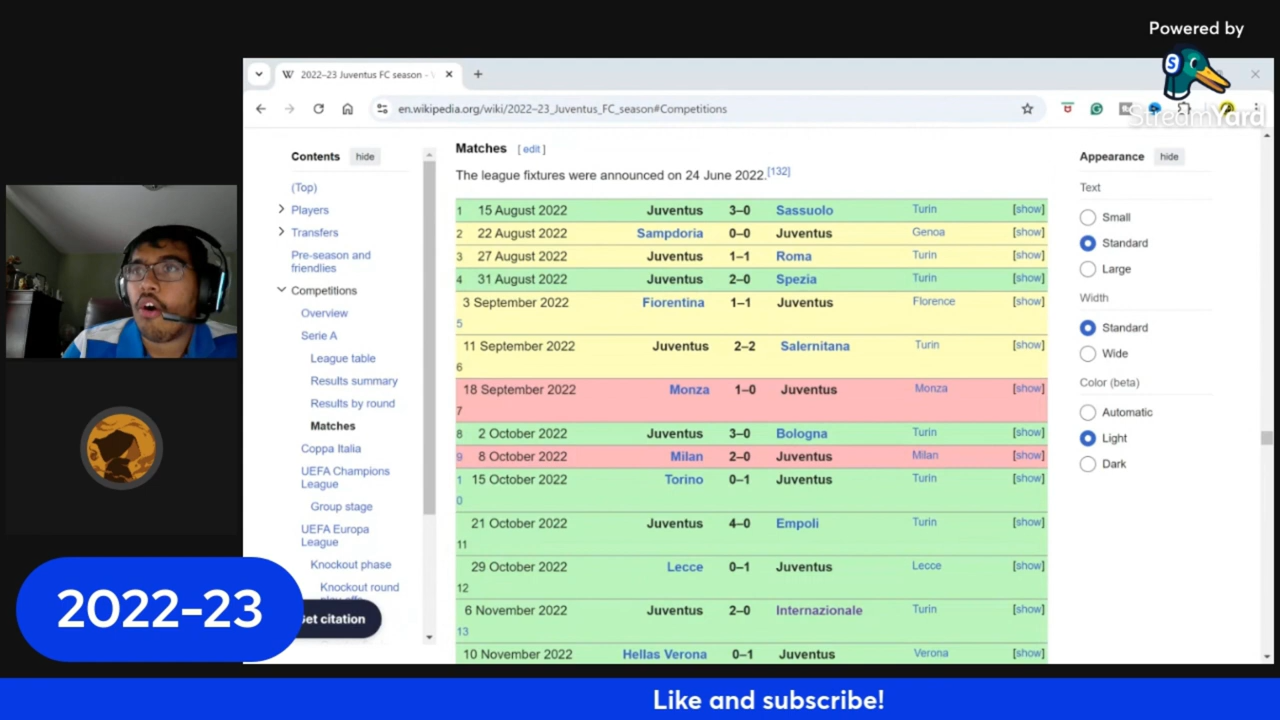 Powered by
StreamYard
2022–23 Juventus FC season -
en.wikipedia.org/wiki/2022–23_Juventus_FC_season#Competitions
Contents hide
(Top)
Players
Transfers
Pre-season and
friendlies
Competitions
Overview
Serie A
League table
Results summary
Results by round
Matches
Coppa Italia
UEFA Champions
League
Group stage
UEFA Europa
League
Knockout phase
Knockout round
Get citation
Matches [ edit ]
The league fixtures were announced on 24 June 2022.[132]
1 15 August 2022 Juventus 3–0 Sassuolo Turin [show]
2 22 August 2022 Sampdoria 0–0 Juventus Genoa [show]
3 27 August 2022 Juventus 1–1 Roma Turin [show]
4 31 August 2022 Juventus 2–0 Spezia Turin [show]
3 September 2022 Fiorentina 1–1 Juventus Florence [show]
5
11 September 2022 Juventus 2–2 Salernitana Turin [show]
6
18 September 2022 Monza 1–0 Juventus Monza [show]
7
8 2 October 2022 Juventus 3–0 Bologna Turin [show]
9 8 October 2022 Milan 2–0 Juventus Milan [show]
1 15 October 2022 Torino 0–1 Juventus Turin [show]
0
21 October 2022 Juventus 4–0 Empoli Turin [show]
11
29 October 2022 Lecce 0–1 Juventus Lecce [show]
12
6 November 2022 Juventus 2–0 Internazionale Turin [show]
13
10 November 2022 Hellas Verona 0–1 Juventus Verona [show]
Appearance hide
Text
Small
Standard
Large
Width
Standard
Wide
Color (beta)
Automatic
Light
Dark
2022-23
Like and subscribe!